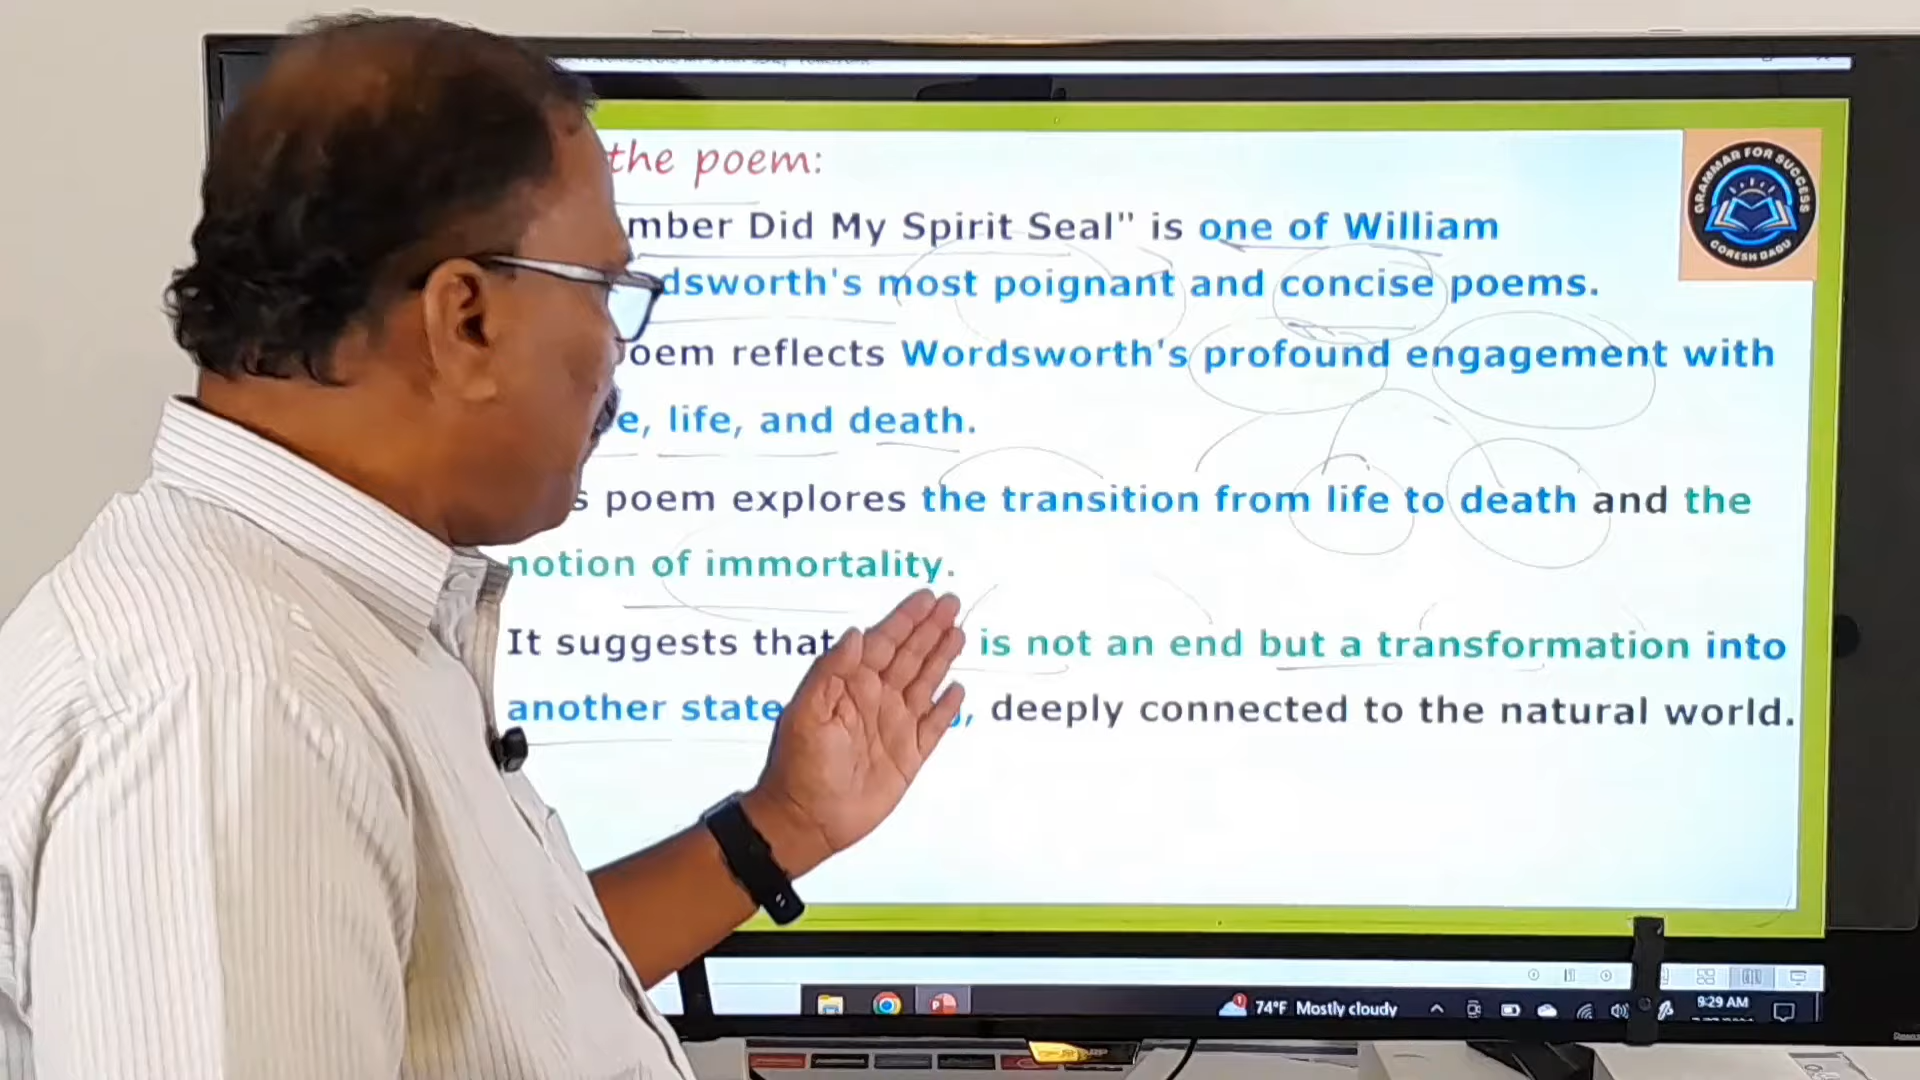 the poem:
mber Did My Spirit Seal" is one of William
dsworth's most poignant and concise poems.
oem reflects Wordsworth's profound engagement with
e, life, and death.
s poem explores the transition from life to death and the
notion of immortality.
It suggests that is not an end but a transformation into
another state , deeply connected to the natural world.
GRAMMAR FOR SUCCESS
CORESH DAGU
74°F Mostly cloudy
9:29 AM